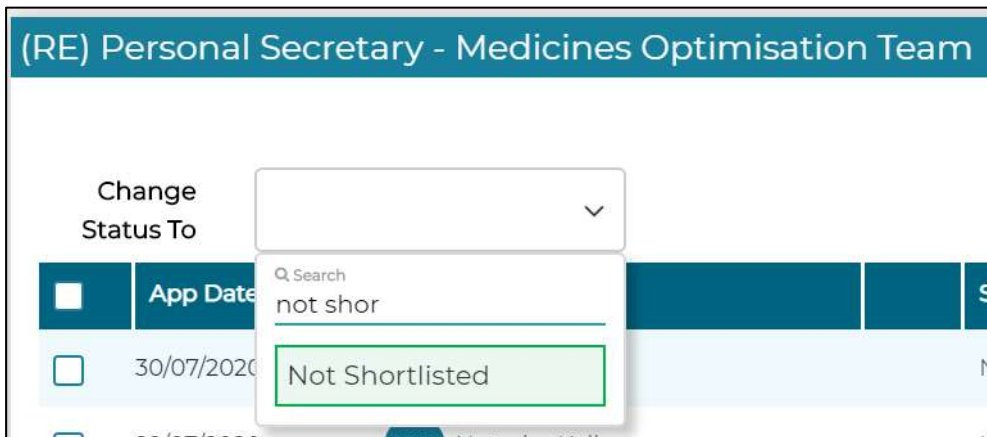 (RE) Personal Secretary - Medicines Optimisation Team
Change
Status To
Search
App Date
not shor
30/07/2020
Not Shortlisted